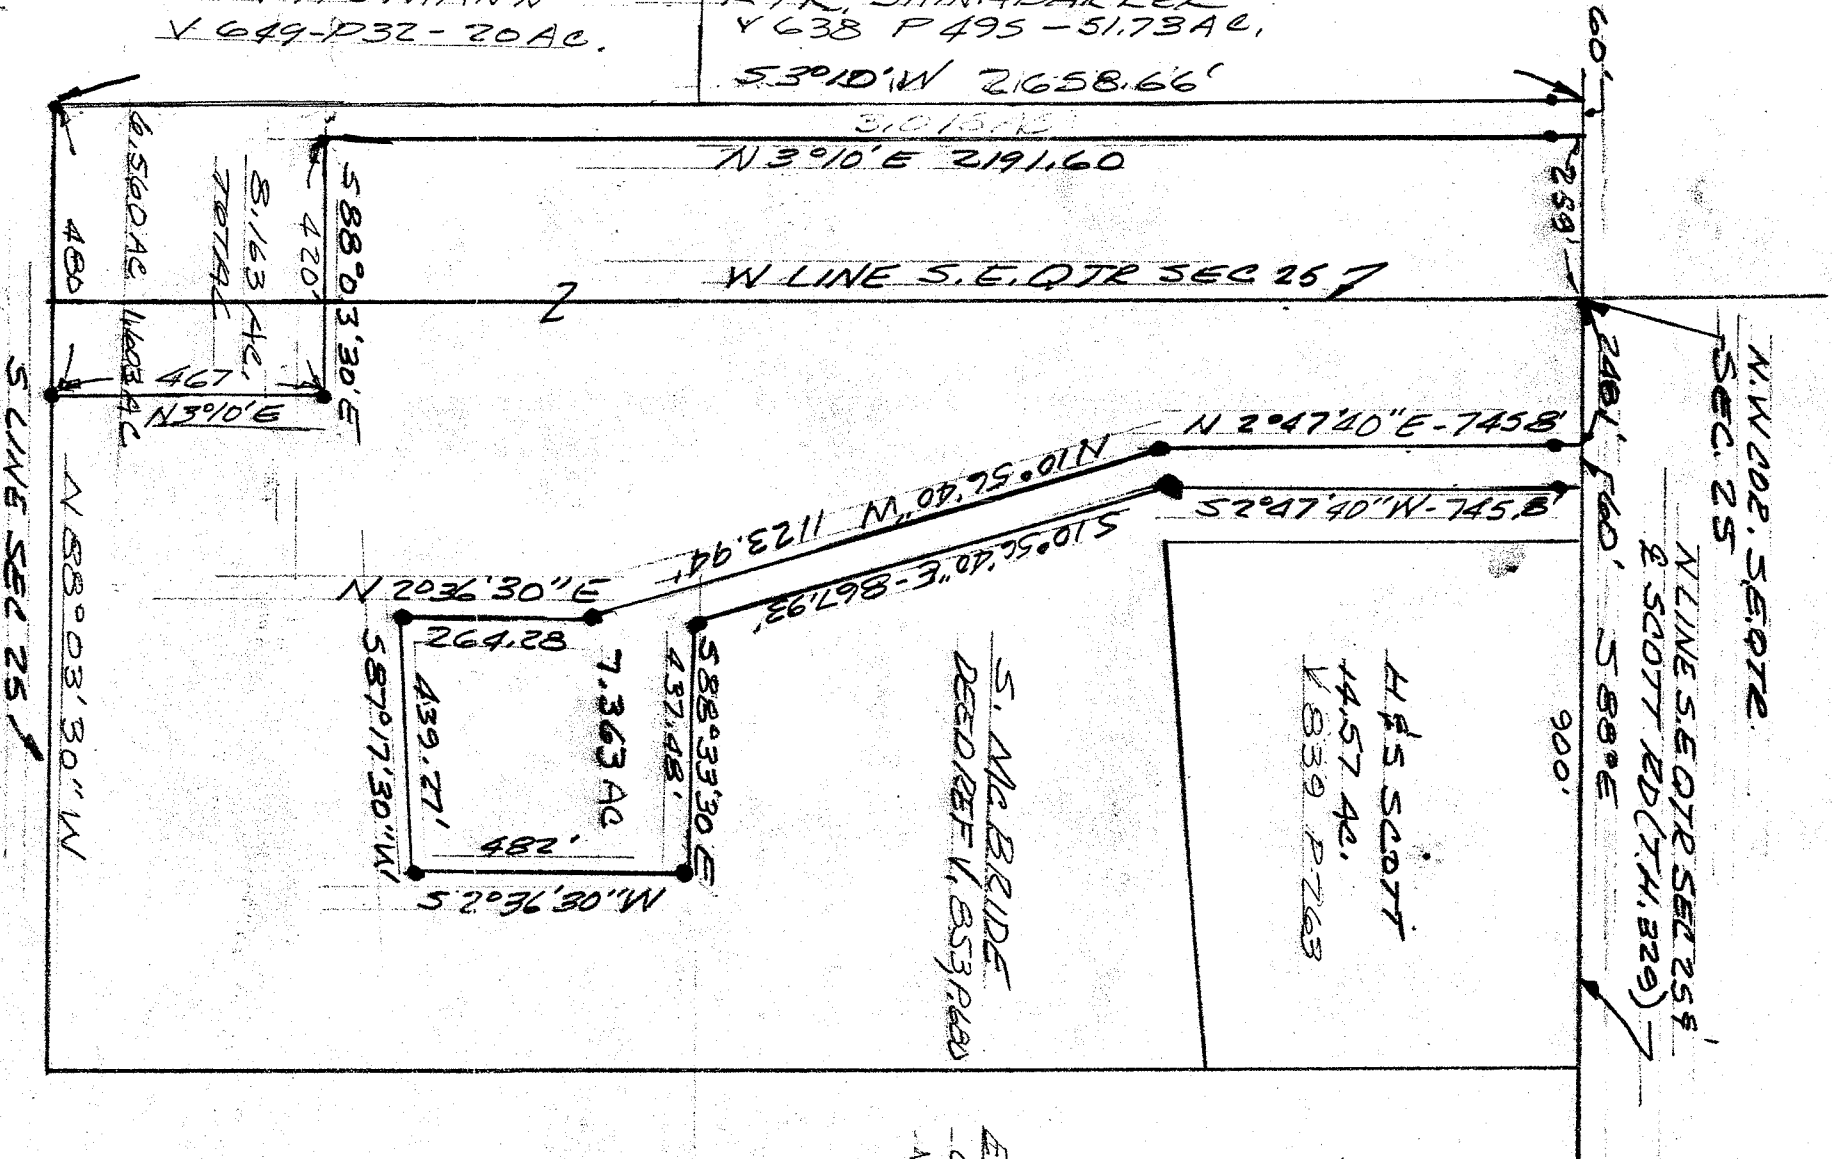 V 649-P32-20 AC.
V 638 P 495-51.73 AC.
60'
S 3°10' W 2658.66'
N 3°10' E 2191.60
288'
6.560 AC. 1.603 AC
8.163 AC.
TOTAL
480
420'
S 88°03'30" E
W LINE S.E. QTR SEC 25
467
N 3°10' E
S LINE SEC 25
N 88°03'30" W
N 2°47'40" E-745.8'
S 2°47'40" W-745.8'
N 10°56'40" W 1123.94'
S 10°56'40" E-867.93'
N 2°36'30" E
264.28
S 87°17'30" W
439.27'
7.363 AC
437.48'
S 88°33'30 E
482'
S 2°36'30" W
S. McBRIDE
DEED REF V. 853, P.
H & S SCOTT
14.57 AC.
V 839 P-763
60'
S 88° E
900'
N.W COR. S.E. QTR.
SEC. 25
N LINE S.E QTR SEC 25 &
℄ SCOTT RD (T.H. 329)